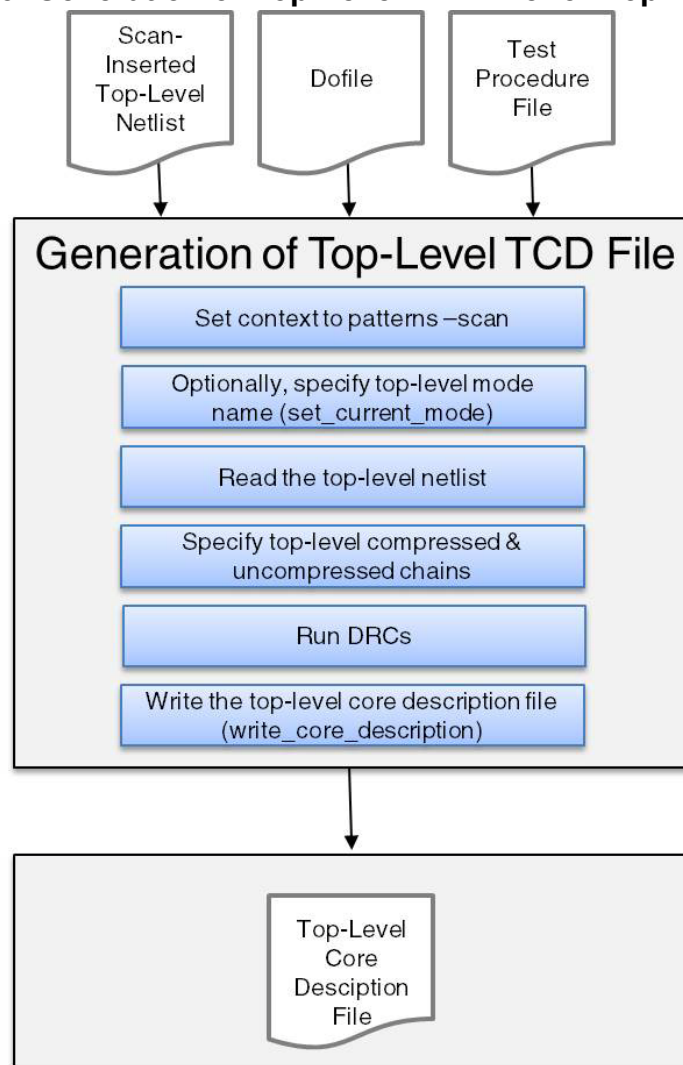 Scan-
Inserted
Top-Level
Netlist
Dofile
Test
Procedure
File
Generation of Top-Level TCD File
Set context to patterns –scan
Optionally, specify top-level mode
name (set_current_mode)
Read the top-level netlist
Specify top-level compressed &
uncompressed chains
Run DRCs
Write the top-level core description file
(write_core_description)
Top-Level
Core
Desciption
File